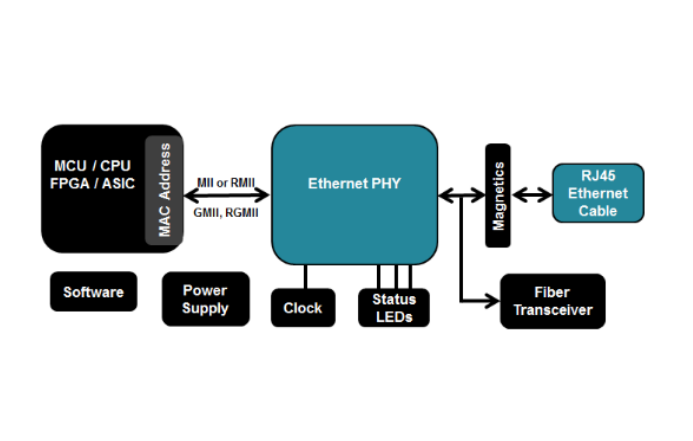 MCU / CPU
FPGA / ASIC
MAC Address
MII or RMII
GMII, RGMII
Ethernet PHY
Magnetics
RJ45
Ethernet
Cable
Software
Power
Supply
Clock
Status
LEDs
Fiber
Transceiver